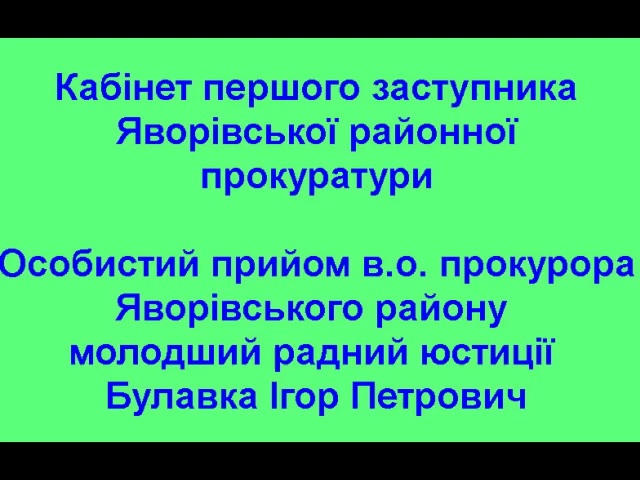 Кабінет першого заступника
Яворівської районної
прокуратури
Особистий прийом в.о. прокурора
Яворівського району
молодший радний юстиції
Булавка Ігор Петрович